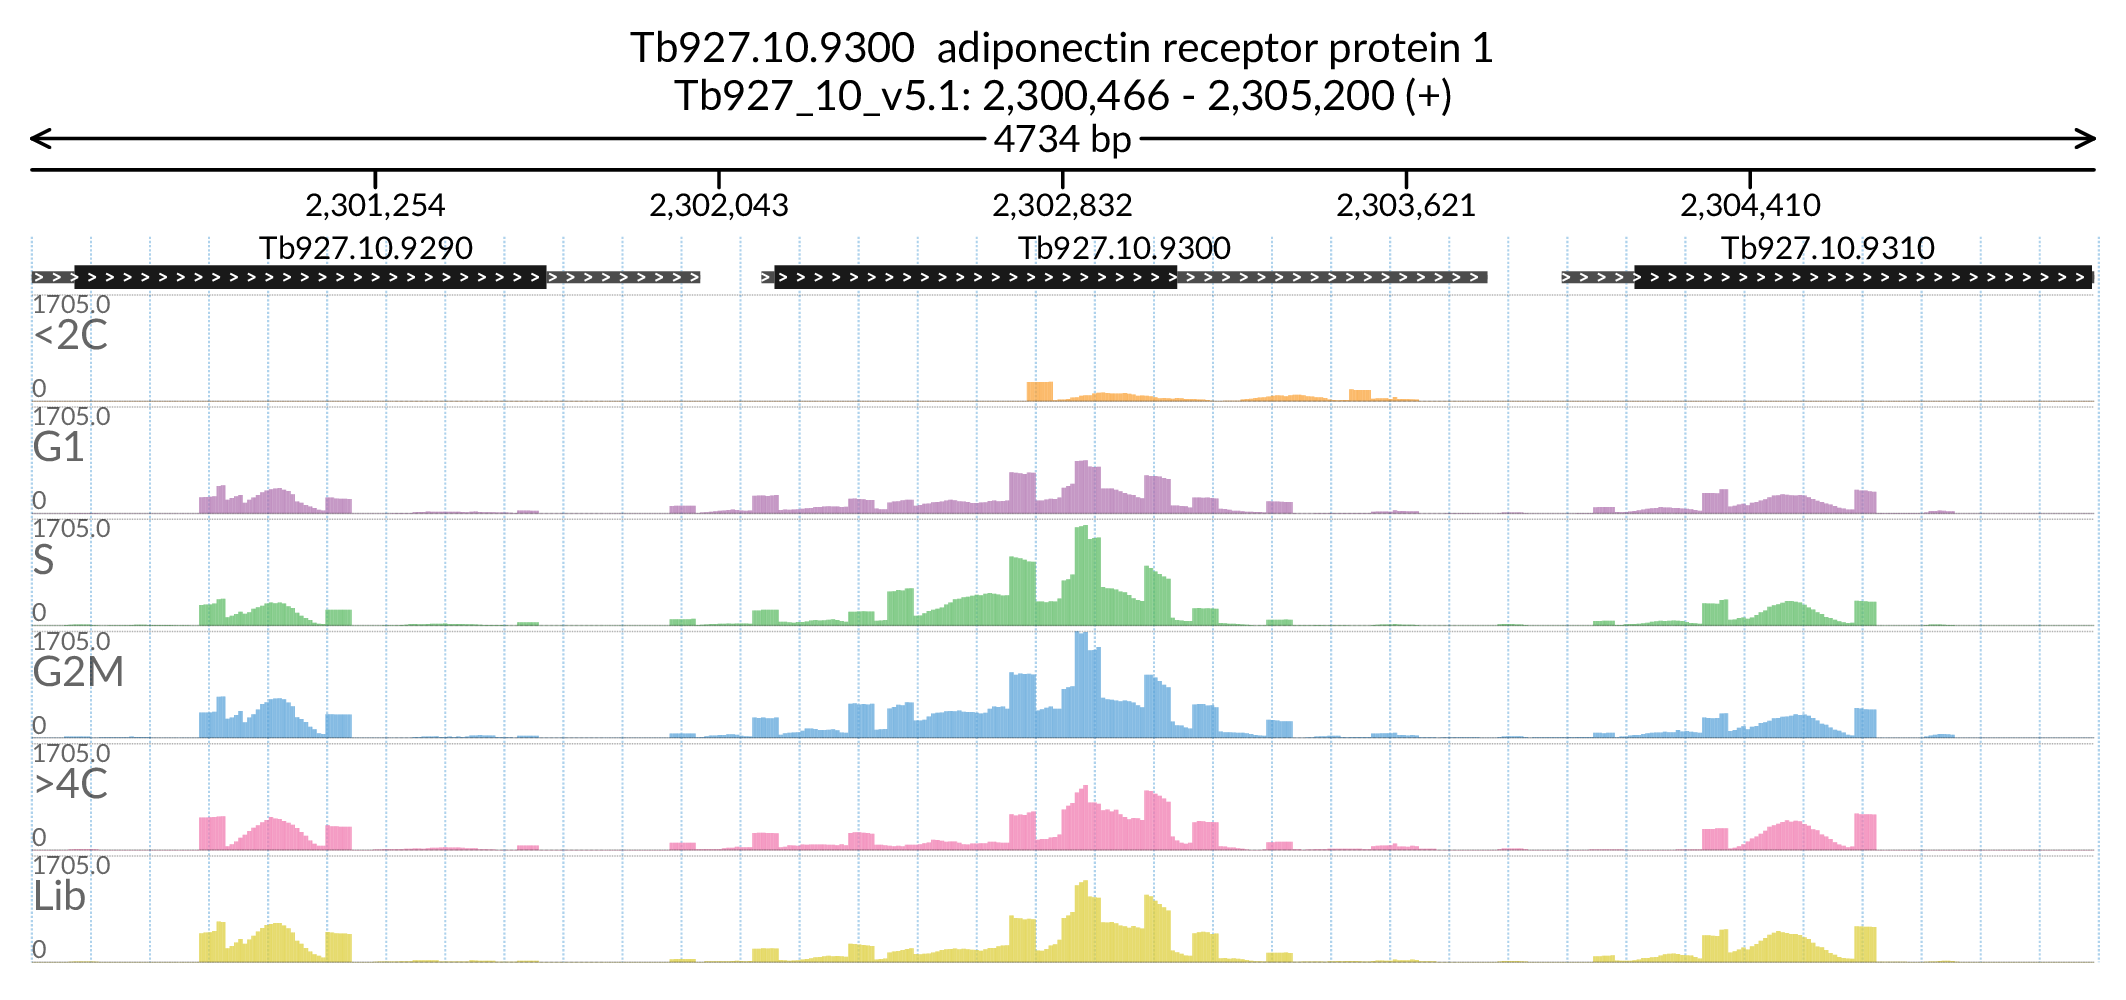 Tb927.10.9300  adiponectin receptor protein 1
Tb927_10_v5.1: 2,300,466 - 2,305,200 (+)
4734 bp
2,301,254 2,302,043 2,302,832 2,303,621 2,304,410
Tb927.10.9290 Tb927.10.9300 Tb927.10.9310
1705.0
<2C
0
1705.0
G1
0
1705.0
S
0
1705.0
G2M
0
1705.0
>4C
0
1705.0
Lib
0